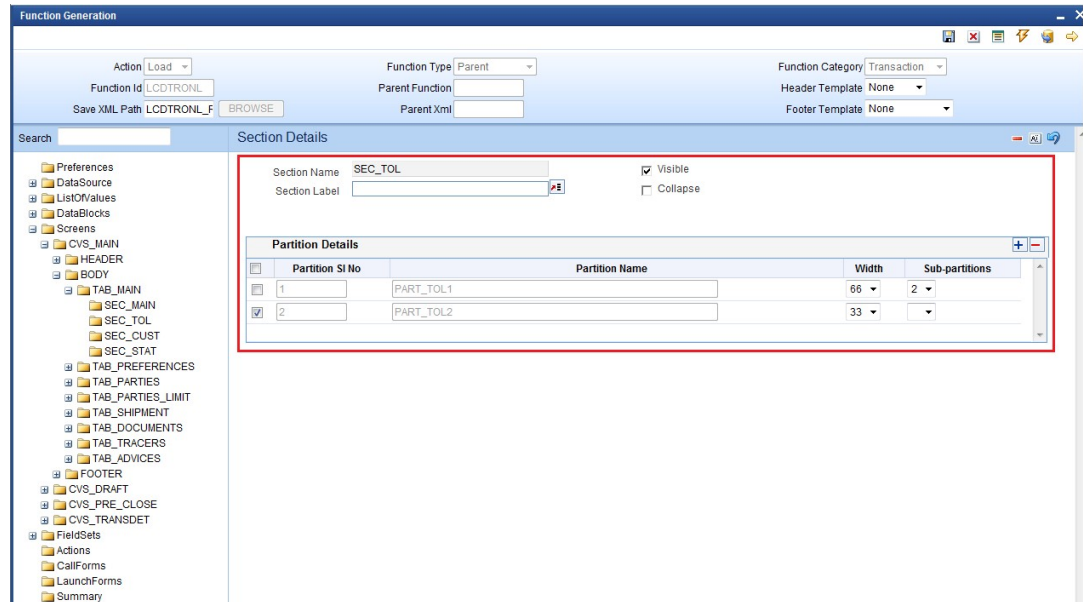 Function Generation
Action Load
Function Type Parent
Function Category Transaction
Function Id LCDTRONL
Parent Function
Header Template None
Save XML Path LCDTRONL_F BROWSE
Parent Xml
Footer Template None
Search
Section Details
Preferences
DataSource
ListOfValues
DataBlocks
Screens
CVS_MAIN
HEADER
BODY
TAB_MAIN
SEC_MAIN
SEC_TOL
SEC_CUST
SEC_STAT
TAB_PREFERENCES
TAB_PARTIES
TAB_PARTIES_LIMIT
TAB_SHIPMENT
TAB_DOCUMENTS
TAB_TRACERS
TAB_ADVICES
FOOTER
CVS_DRAFT
CVS_PRE_CLOSE
CVS_TRANSDET
FieldSets
Actions
CallForms
LaunchForms
Summary
Section Name SEC_TOL
Visible
Section Label
Collapse
Partition Details
Partition Sl No Partition Name Width Sub-partitions
1 PART_TOL1 66 2
2 PART_TOL2 33